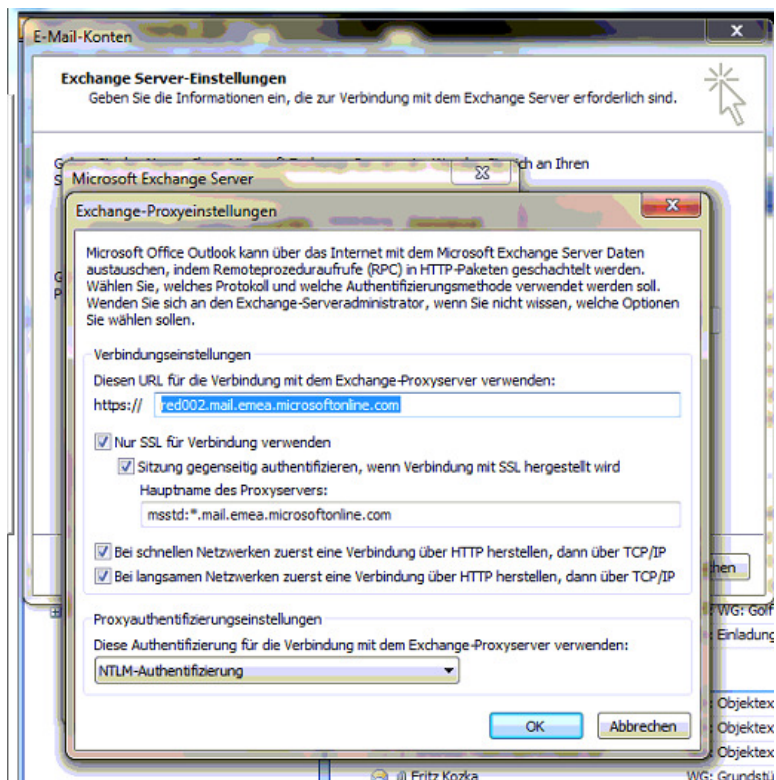 E-Mail-Konten
Exchange Server-Einstellungen
Geben Sie die Informationen ein, die zur Verbindung mit dem Exchange Server erforderlich sind.
ich an Ihren
Microsoft Exchange Server
Exchange-Proxyeinstellungen
Microsoft Office Outlook kann über das Internet mit dem Microsoft Exchange Server Daten
austauschen, indem Remoteprozeduraufrufe (RPC) in HTTP-Paketen geschachtelt werden.
Wählen Sie, welches Protokoll und welche Authentifizierungsmethode verwendet werden soll.
Wenden Sie sich an den Exchange-Serveradministrator, wenn Sie nicht wissen, welche Optionen
Sie wählen sollen.
Verbindungseinstellungen
Diesen URL für die Verbindung mit dem Exchange-Proxyserver verwenden:
https:// red002.mail.emea.microsoftonline.com
Nur SSL für Verbindung verwenden
Sitzung gegenseitig authentifizieren, wenn Verbindung mit SSL hergestellt wird
Hauptname des Proxyservers:
msstd:*.mail.emea.microsoftonline.com
Bei schnellen Netzwerken zuerst eine Verbindung über HTTP herstellen, dann über TCP/IP
Bei langsamen Netzwerken zuerst eine Verbindung über HTTP herstellen, dann über TCP/IP
hen
WG: Golf
Proxyauthentifizierungseinstellungen
: Einladung
Diese Authentifizierung für die Verbindung mit dem Exchange-Proxyserver verwenden:
NTLM-Authentifizierung
: Objektex
OK Abbrechen
: Objektex
: Objektex
Fritz Kozka WG: Grundstü